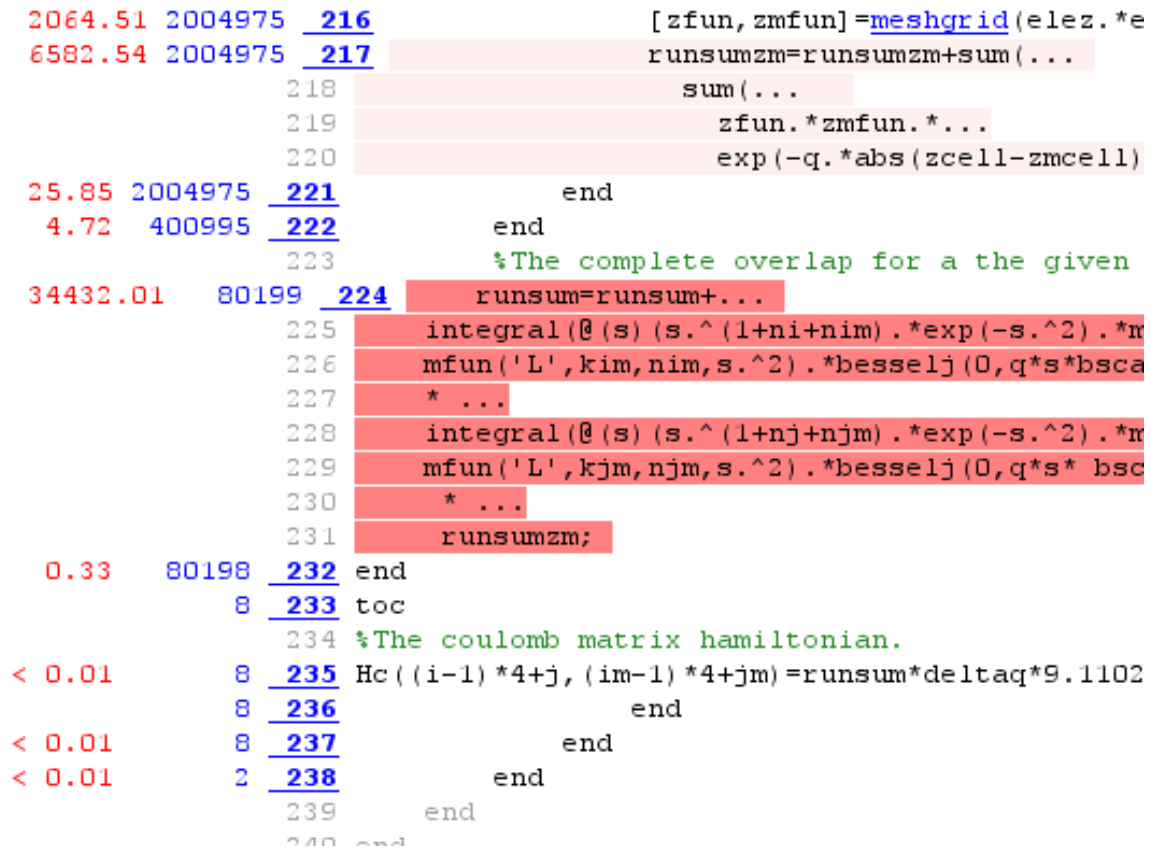 2064.51 2004975 216 [zfun,zmfun]=meshgrid(elez.*e
6582.54 2004975 217 runsumzm=runsumzm+sum(...
218 sum(...
219 zfun.*zmfun.*...
220 exp(-q.*abs(zcell-zmcell)
25.85 2004975 221 end
4.72 400995 222 end
223 %The complete overlap for a the given
34432.01 80199 224 runsum=runsum+...
225 integral(@(s)(s.^(1+ni+nim).*exp(-s.^2).*m
226 mfun('L',kim,nim,s.^2).*besselj(0,q*s*bsca
227 * ...
228 integral(@(s)(s.^(1+nj+njm).*exp(-s.^2).*m
229 mfun('L',kjm,njm,s.^2).*besselj(0,q*s* bsc
230 * ...
231 runsumzm;
0.33 80198 232 end
8 233 toc
234 %The coulomb matrix hamiltonian.
< 0.01 8 235 Hc((i-1)*4+j,(im-1)*4+jm)=runsum*deltaq*9.1102
8 236 end
< 0.01 8 237 end
< 0.01 2 238 end
239 end
240 end